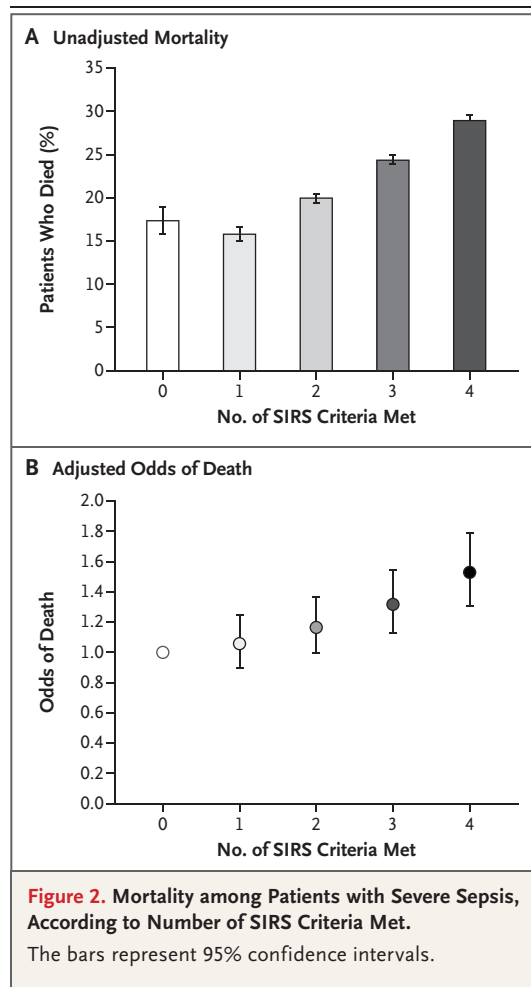 A Unadjusted Mortality
35
30
25
20
15
10
5
0
Patients Who Died (%)
0 1 2 3 4
No. of SIRS Criteria Met
B Adjusted Odds of Death
2.0
1.8
1.6
1.4
1.2
1.0
0.8
0.6
0.4
0.2
0.0
Odds of Death
0 1 2 3 4
No. of SIRS Criteria Met
Figure 2. Mortality among Patients with Severe Sepsis,
According to Number of SIRS Criteria Met.
The bars represent 95% confidence intervals.